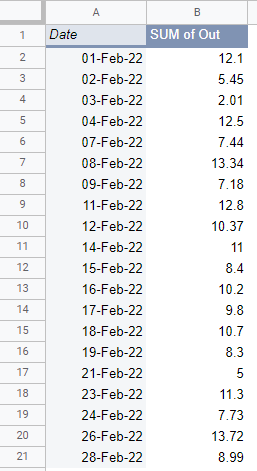 A B
1 Date SUM of Out
2 01-Feb-22 12.1
3 02-Feb-22 5.45
4 03-Feb-22 2.01
5 04-Feb-22 12.5
6 07-Feb-22 7.44
7 08-Feb-22 13.34
8 09-Feb-22 7.18
9 11-Feb-22 12.8
10 12-Feb-22 10.37
11 14-Feb-22 11
12 15-Feb-22 8.4
13 16-Feb-22 10.2
14 17-Feb-22 9.8
15 18-Feb-22 10.7
16 19-Feb-22 8.3
17 21-Feb-22 5
18 23-Feb-22 11.3
19 24-Feb-22 7.73
20 26-Feb-22 13.72
21 28-Feb-22 8.99